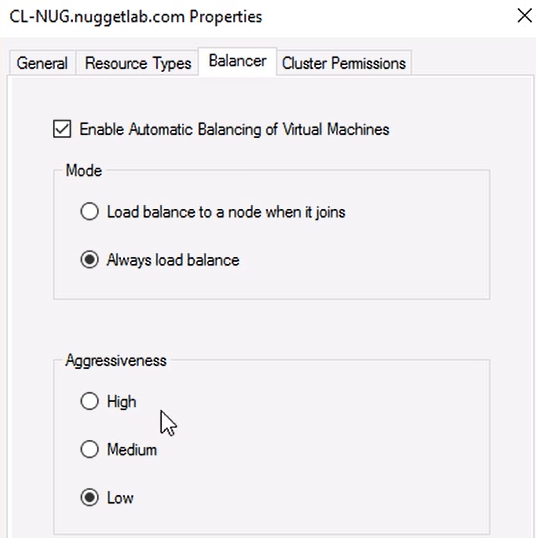 CL-NUG.nuggetlab.com Properties
General Resource Types Balancer Cluster Permissions
Enable Automatic Balancing of Virtual Machines
Mode
Load balance to a node when it joins
Always load balance
Aggressiveness
High
Medium
Low